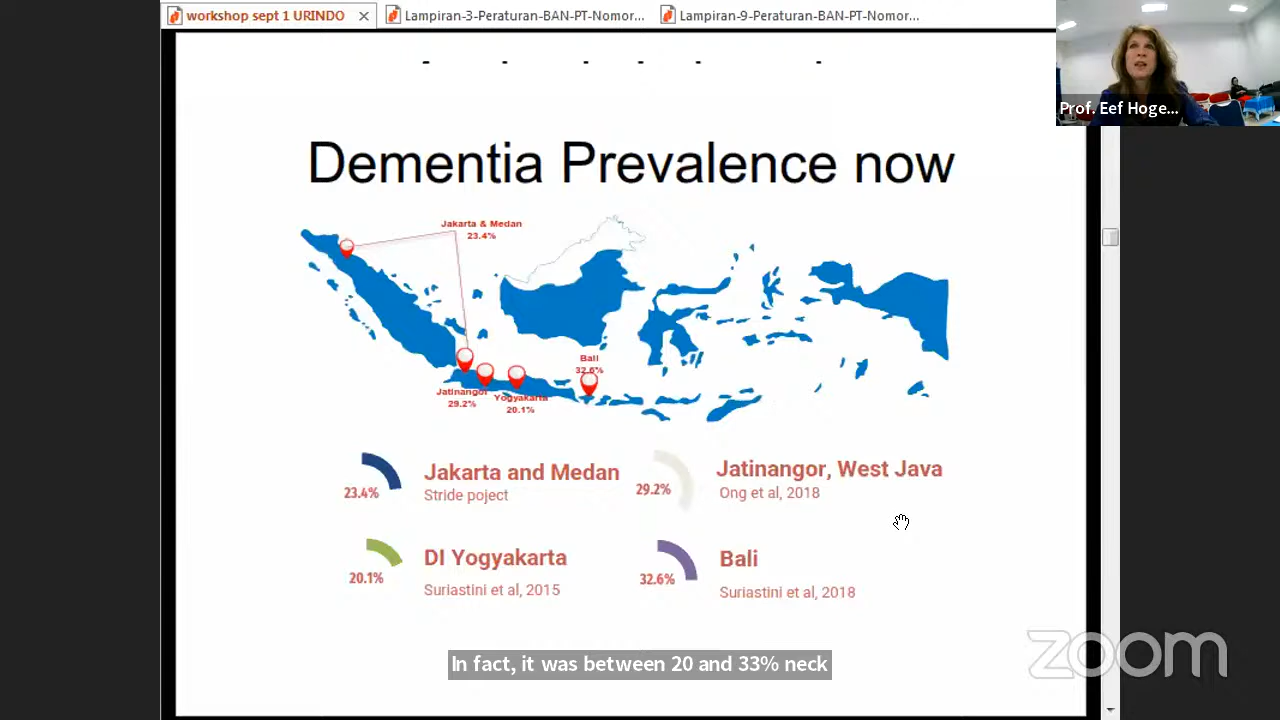 workshop sept 1 URINDO
Lampiran-3-Peraturan-BAN-PT-Nomor...
Lampiran-9-Peraturan-BAN-PT-Nomor...
Prof. Eef Hoge...
Dementia Prevalence now
Jakarta & Medan
23.4%
Bali
32.6%
Jatinangor
29.2%
Yogyakarta
20.1%
23.4%
Jakarta and Medan
Stride poject
29.2%
Jatinangor, West Java
Ong et al, 2018
20.1%
DI Yogyakarta
Suriastini et al, 2015
32.6%
Bali
Suriastini et al, 2018
In fact, it was between 20 and 33% neck
zoom